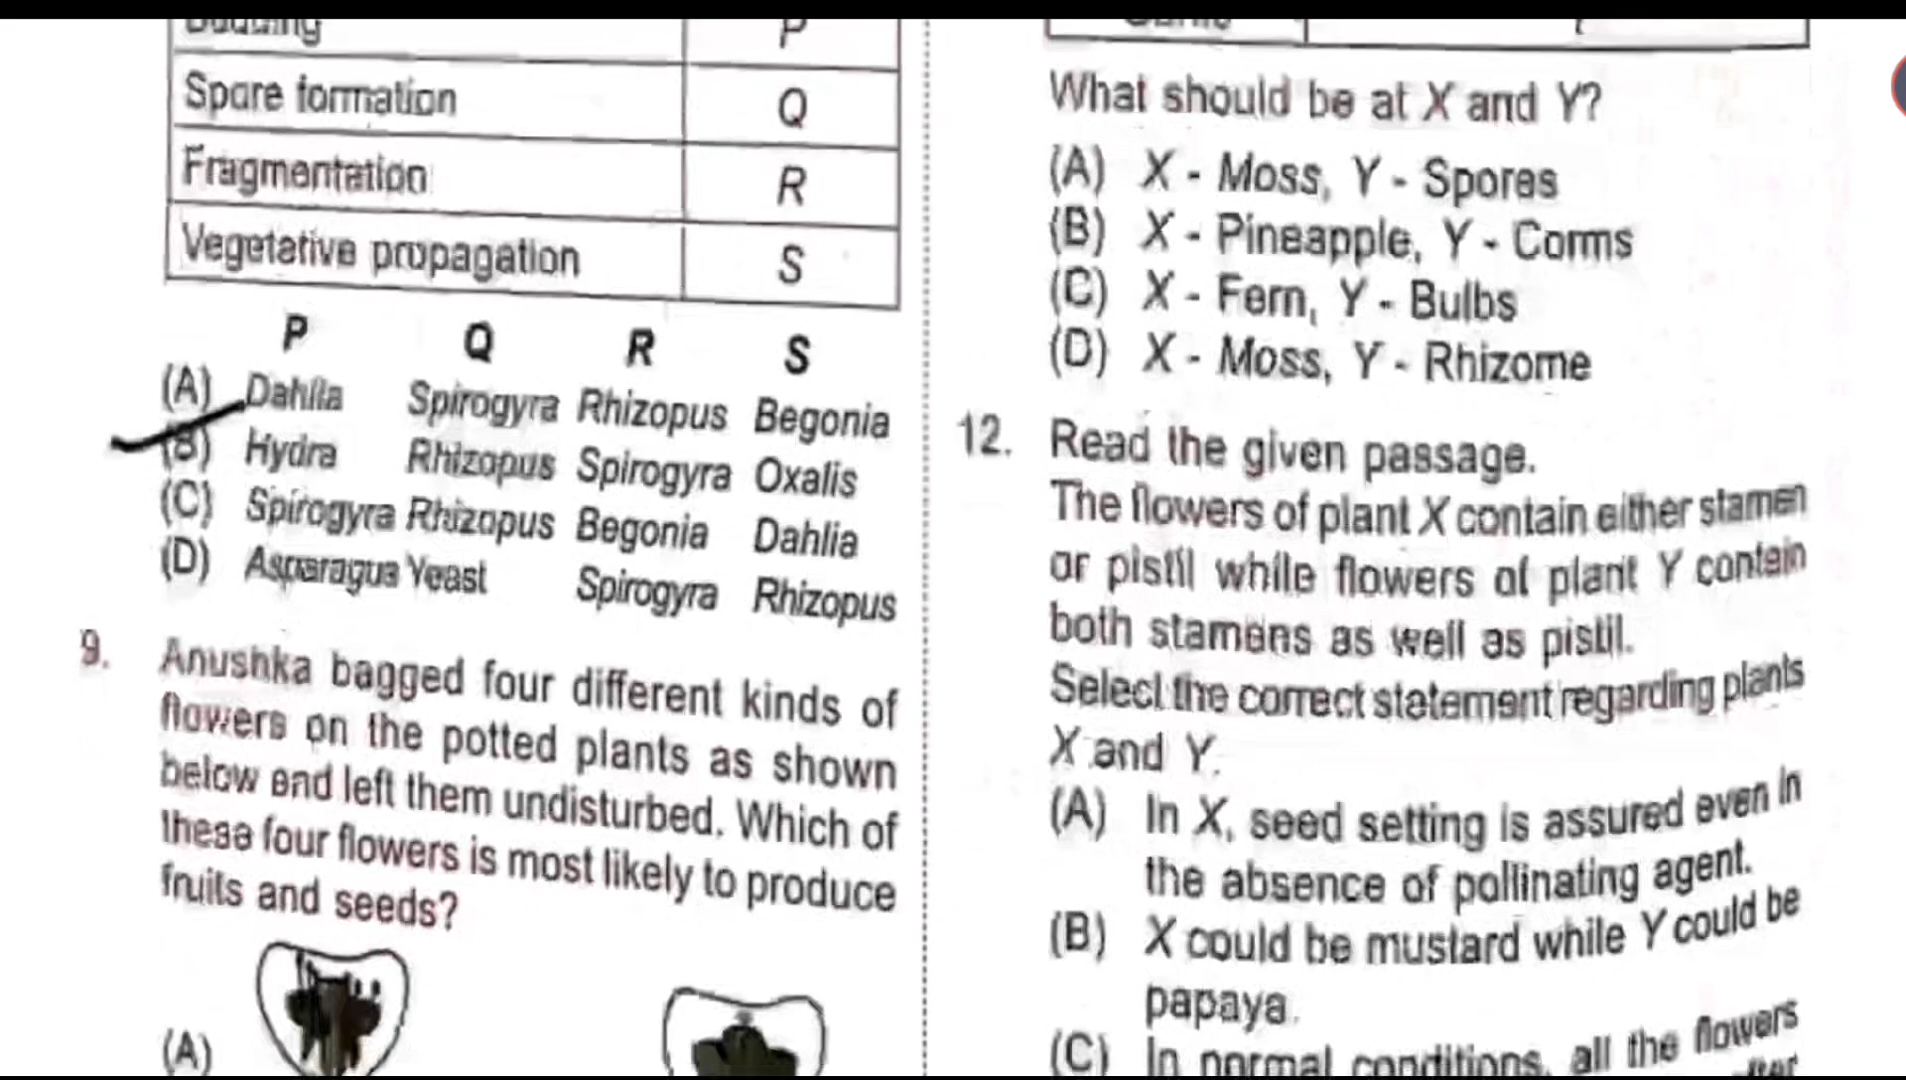 Budding P
Spore formation Q
Fragmentation R
Vegetative propagation S
P Q R S
(A) Dahlia Spirogyra Rhizopus Begonia
(B) Hydra Rhizopus Spirogyra Oxalis
(C) Spirogyra Rhizopus Begonia Dahlia
(D) Asparagus Yeast Spirogyra Rhizopus
9. Anushka bagged four different kinds of
flowers on the potted plants as shown
below and left them undisturbed. Which of
these four flowers is most likely to produce
fruits and seeds?
(A)
What should be at X and Y?
(A) X - Moss, Y - Spores
(B) X - Pineapple, Y - Corms
(C) X - Fern, Y - Bulbs
(D) X - Moss, Y - Rhizome
12. Read the given passage.
The flowers of plant X contain either stamen
or pistil while flowers of plant Y contain
both stamens as well as pistil.
Select the correct statement regarding plants
X and Y.
(A) In X, seed setting is assured even in
the absence of pollinating agent.
(B) X could be mustard while Y could be
papaya.
(C) In normal conditions, all the flowers